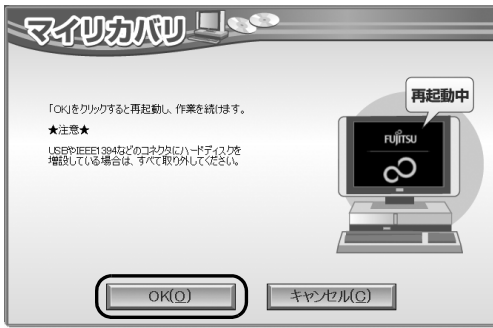 マイリカバリ
「OK」をクリックすると再起動し、作業を続けます。
★注意★
USBやIEEE1394などのコネクタにハードディスクを
増設している場合は、すべて取り外してください。
再起動中
FUJITSU
OK(O)
キャンセル(C)